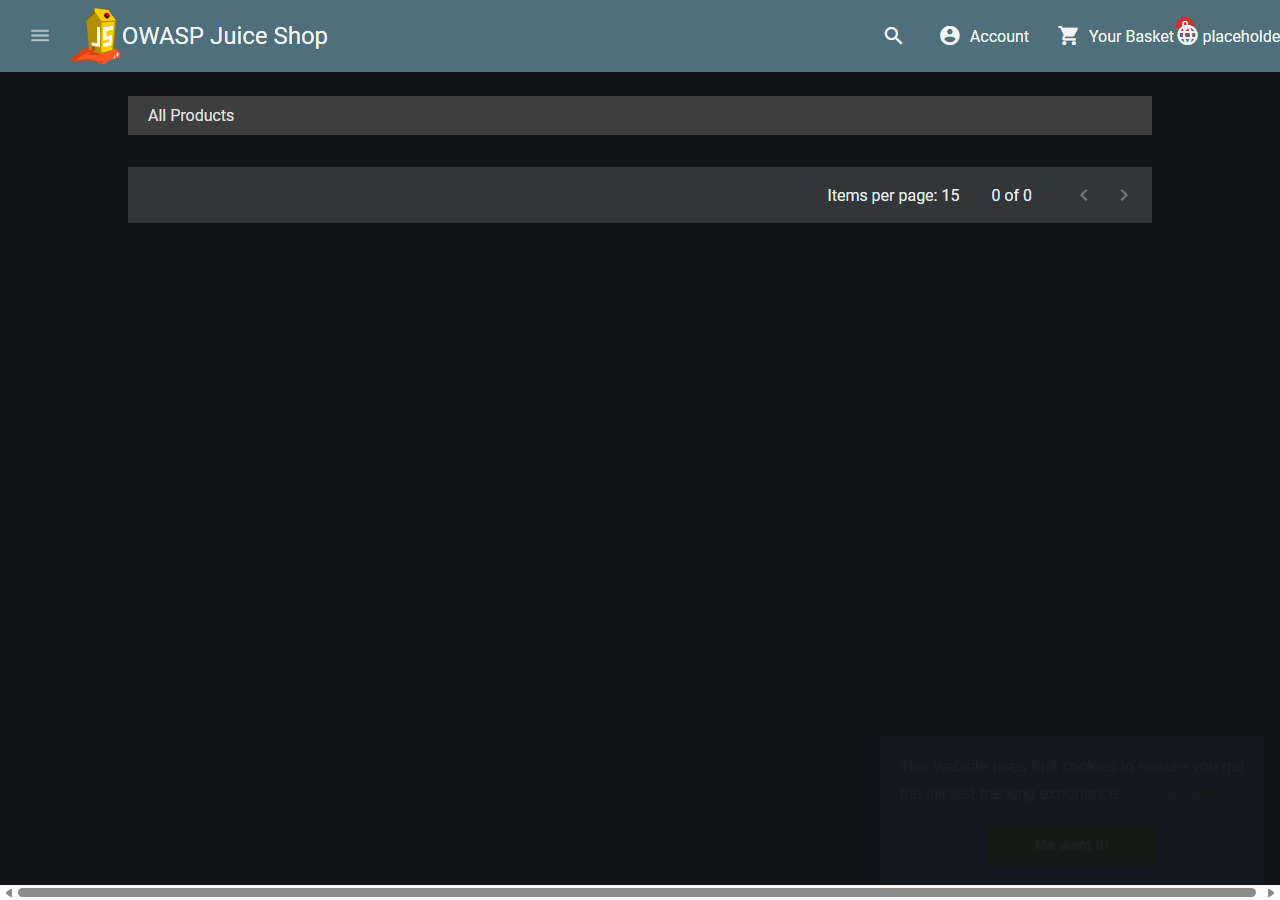 OWASP Juice Shop
Account
Your Basket
0
placeholde
All Products
Items per page: 15
0 of 0
This website uses fruit cookies to ensure you get
the juiciest tracking experience.
Me want it!